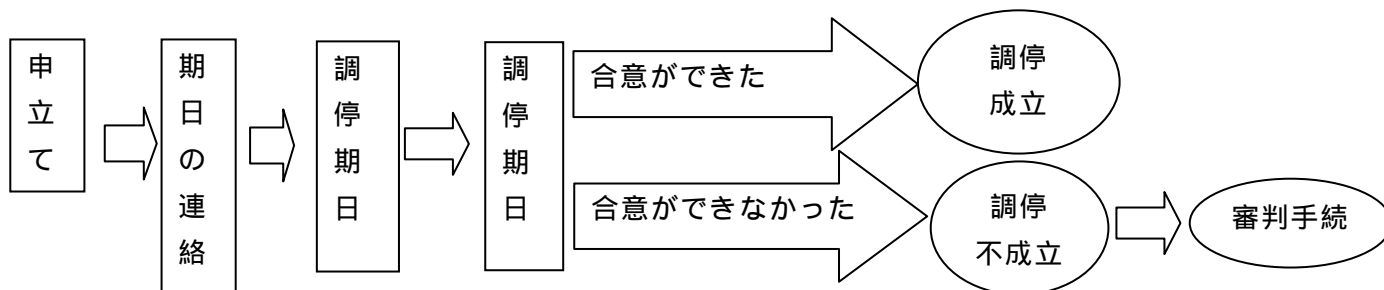 申立て
期日の連絡
調停期日
調停期日
合意ができた
調停
成立
合意ができなかった
調停
不成立
審判手続